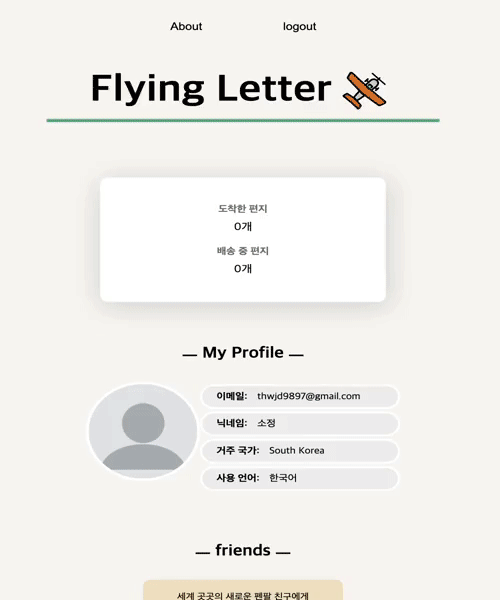 About logout
Flying Letter
도착한 편지
0개
배송 중 편지
0개
My Profile
이메일: thwjd9897@gmail.com
닉네임: 소정
거주 국가: South Korea
사용 언어: 한국어
friends
세계 곳곳의 새로운 펜팔 친구에게